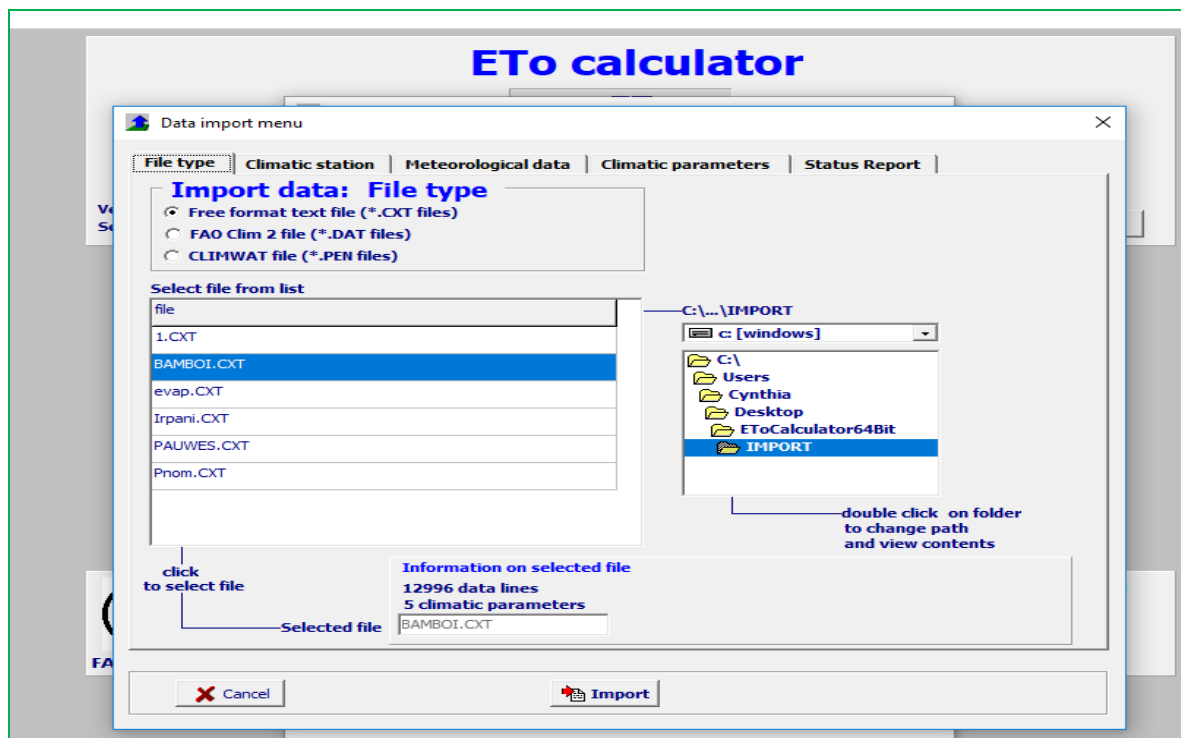 ETo calculator
Data import menu
File type
Climatic station
Meteorological data
Climatic parameters
Status Report
Import data: File type
Free format text file (*.CXT files)
FAO Clim 2 file (*.DAT files)
CLIMWAT file (*.PEN files)
Select file from list
file
1.CXT
BAMBOI.CXT
evap.CXT
Irpani.CXT
PAUWES.CXT
Pnom.CXT
C:\...\IMPORT
c: [windows]
C:\
Users
Cynthia
Desktop
EToCalculator64Bit
IMPORT
double click on folder
to change path
and view contents
click
to select file
Selected file
Information on selected file
12996 data lines
5 climatic parameters
BAMBOI.CXT
Cancel
Import
FA